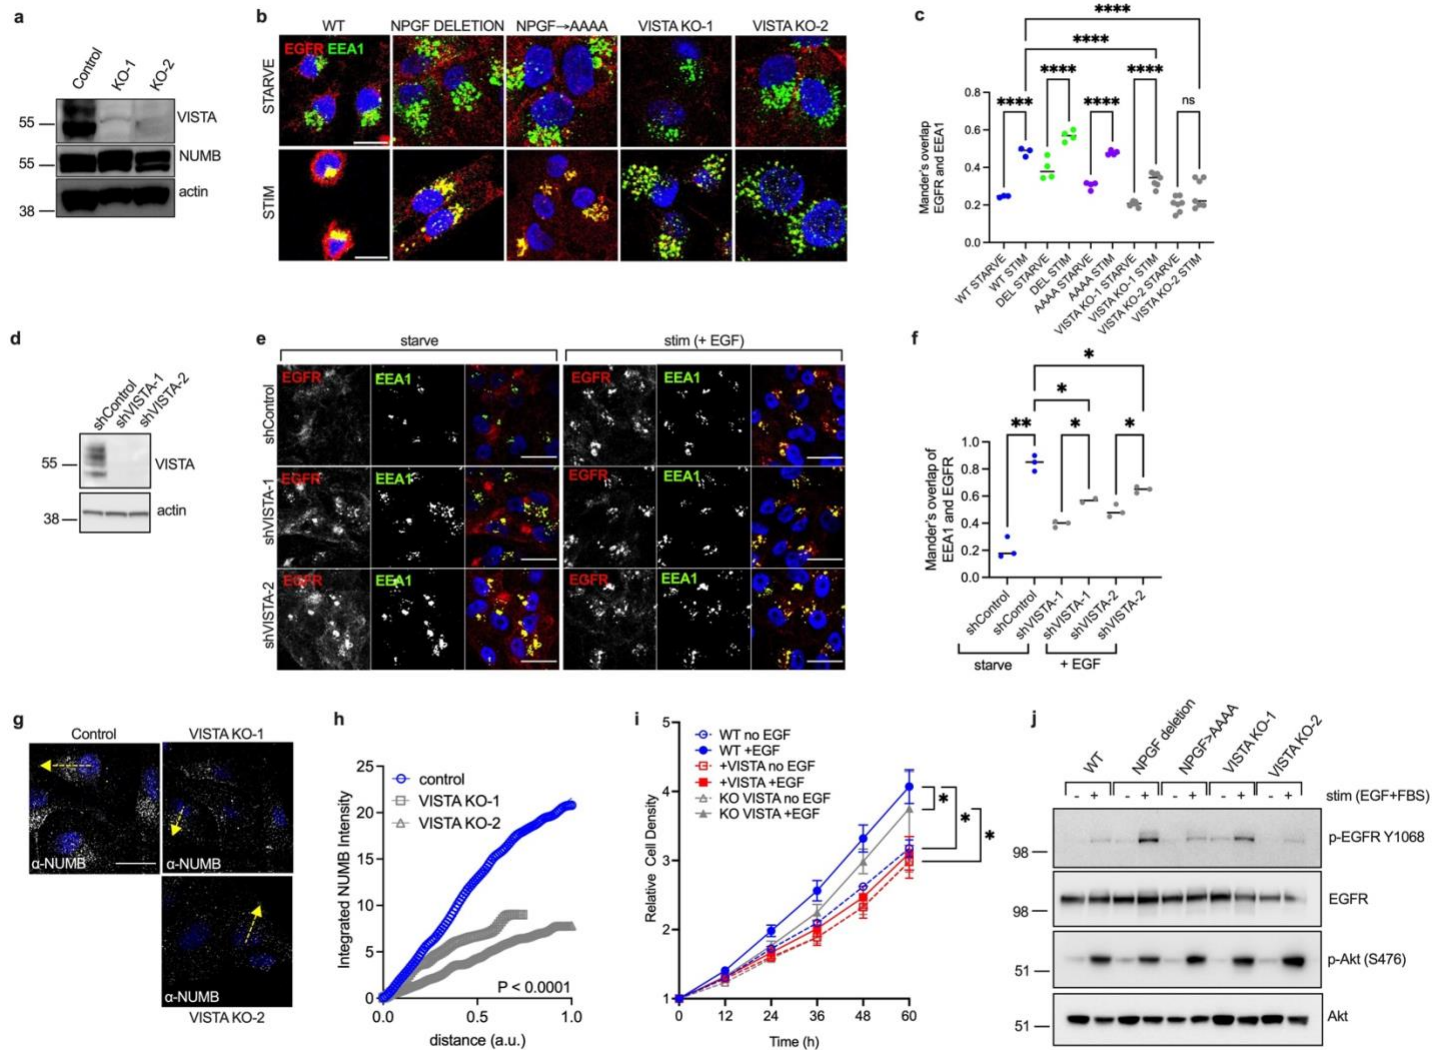 a
Control
KO-1
KO-2
55
VISTA
55
NUMB
38
actin
b
WT
NPGF DELETION
NPGF→AAAA
VISTA KO-1
VISTA KO-2
EGFR EEA1
STARVE
STIM
c
****
****
**** **** **** **** ns
Mander's overlap
EGFR and EEA1
0.8
0.6
0.4
0.2
0.0
WT STARVE
WT STIM
DEL STARVE
DEL STIM
AAAA STARVE
AAAA STIM
VISTA KO-1 STARVE
VISTA KO-1 STIM
VISTA KO-2 STARVE
VISTA KO-2 STIM
d
shControl
shVISTA-1
shVISTA-2
55
VISTA
38
actin
e
starve
stim (+ EGF)
shControl
EGFR EEA1 EGFR EEA1
shVISTA-1
EGFR EEA1 EGFR EEA1
shVISTA-2
EGFR EEA1 EGFR EEA1
f
*
*
** * *
Mander's overlap of
EEA1 and EGFR
1.0
0.8
0.6
0.4
0.2
0.0
shControl
shControl
shVISTA-1
shVISTA-1
shVISTA-2
shVISTA-2
starve
+ EGF
g
Control
VISTA KO-1
α-NUMB
α-NUMB
α-NUMB
VISTA KO-2
h
Integrated NUMB Intensity
25
20
15
10
5
0
control
VISTA KO-1
VISTA KO-2
P < 0.0001
0.0 0.5 1.0
distance (a.u.)
i
Relative Cell Density
5
4
3
2
1
WT no EGF
WT +EGF
+VISTA no EGF
+VISTA +EGF
KO VISTA no EGF
KO VISTA +EGF
*
*
*
0 12 24 36 48 60
Time (h)
j
WT
NPGF deletion
NPGF>AAAA
VISTA KO-1
VISTA KO-2
- + - + - + - + - +
stim (EGF+FBS)
98
p-EGFR Y1068
98
EGFR
51
p-Akt (S476)
51
Akt